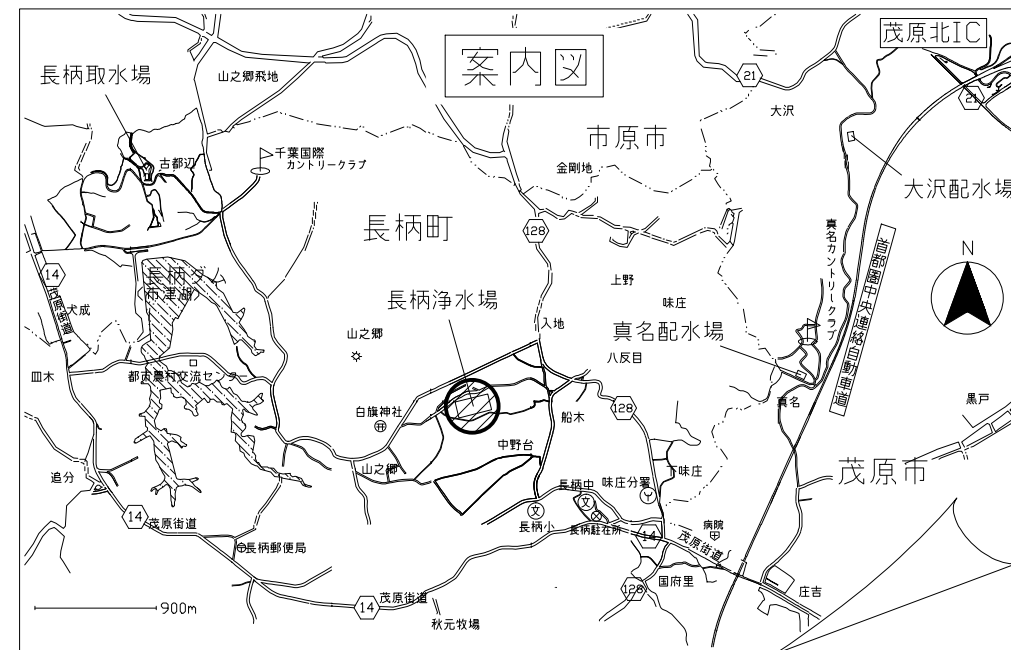 案内図
茂原北IC
長柄取水場
山之郷飛地
21
21
大沢
市原市
古都辺
千葉国際
カントリークラブ
金剛地
大沢配水場
長柄町
128
真名カントリークラブ
首都圏中央連絡自動車道
N
14
茂原街道
犬成
長柄ダム
(市津湖)
長柄浄水場
上野
味庄
入地
真名配水場
山之郷
八反目
皿木
都市農村交流センター
白旗神社
128
船木
真名
黒戸
中野台
山之郷
茂原市
追分
長柄中
味庄分署
下味庄
文
文
長柄小
長柄駐在所
14
茂原街道
14
茂原街道
病院
長柄郵便局
国府里
128
庄吉
900m
14
茂原街道
秋元牧場